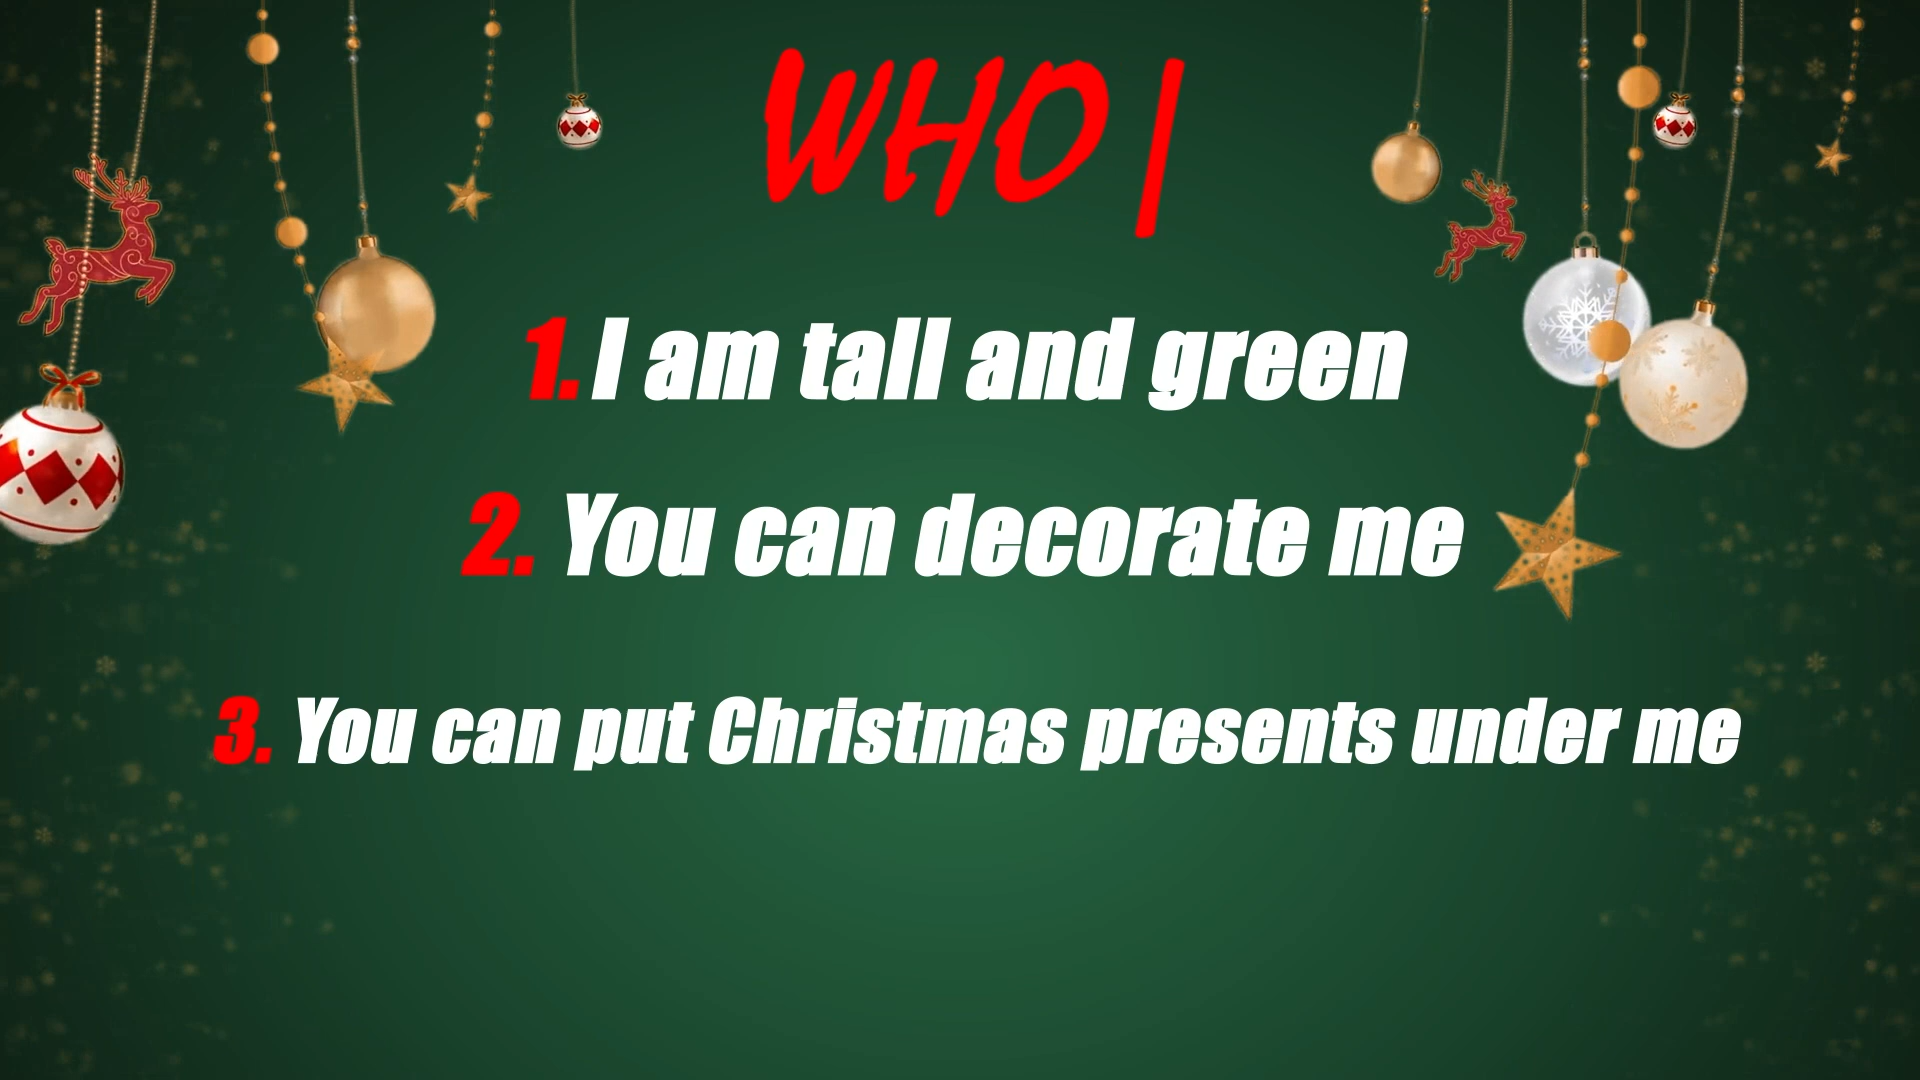 WHO |
1. I am tall and green
2. You can decorate me
3. You can put Christmas presents under me